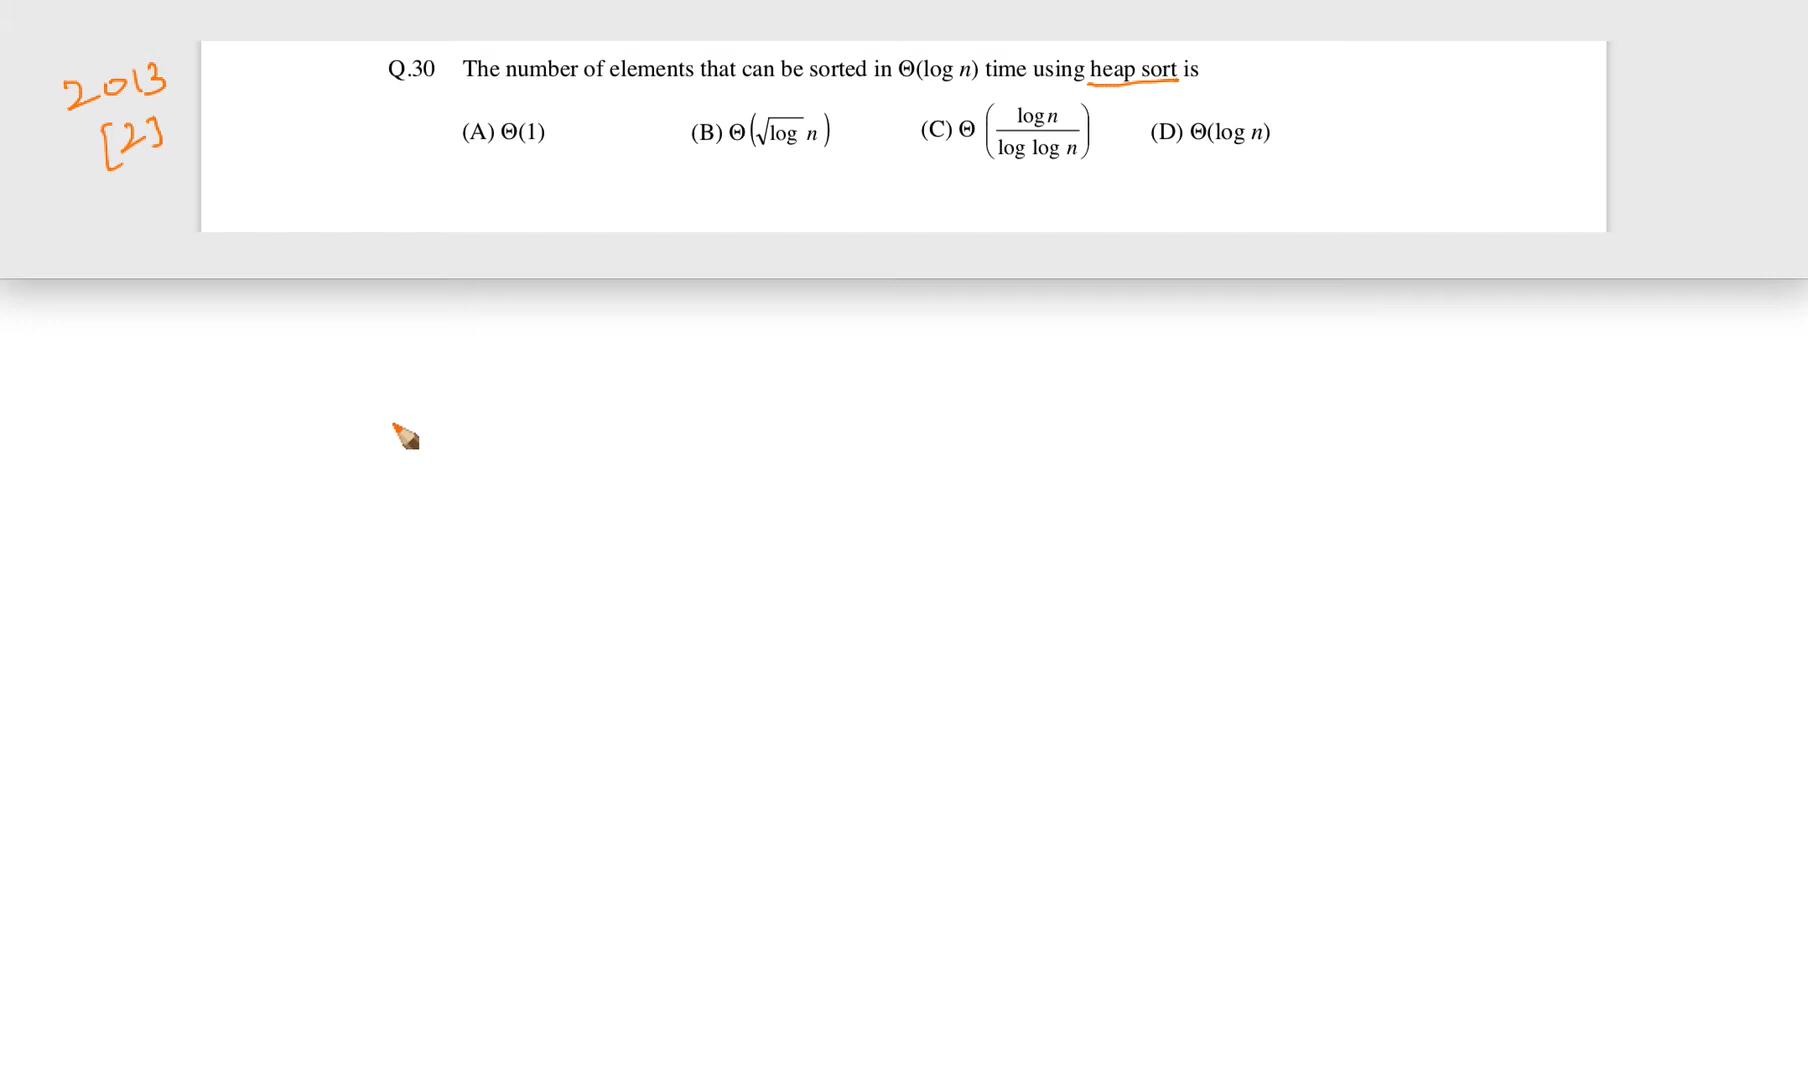 2013
[2]
Q.30 The number of elements that can be sorted in Θ(log n) time using heap sort is
(A) Θ(1) (B) Θ(√log n) (C) Θ(log n / log log n) (D) Θ(log n)